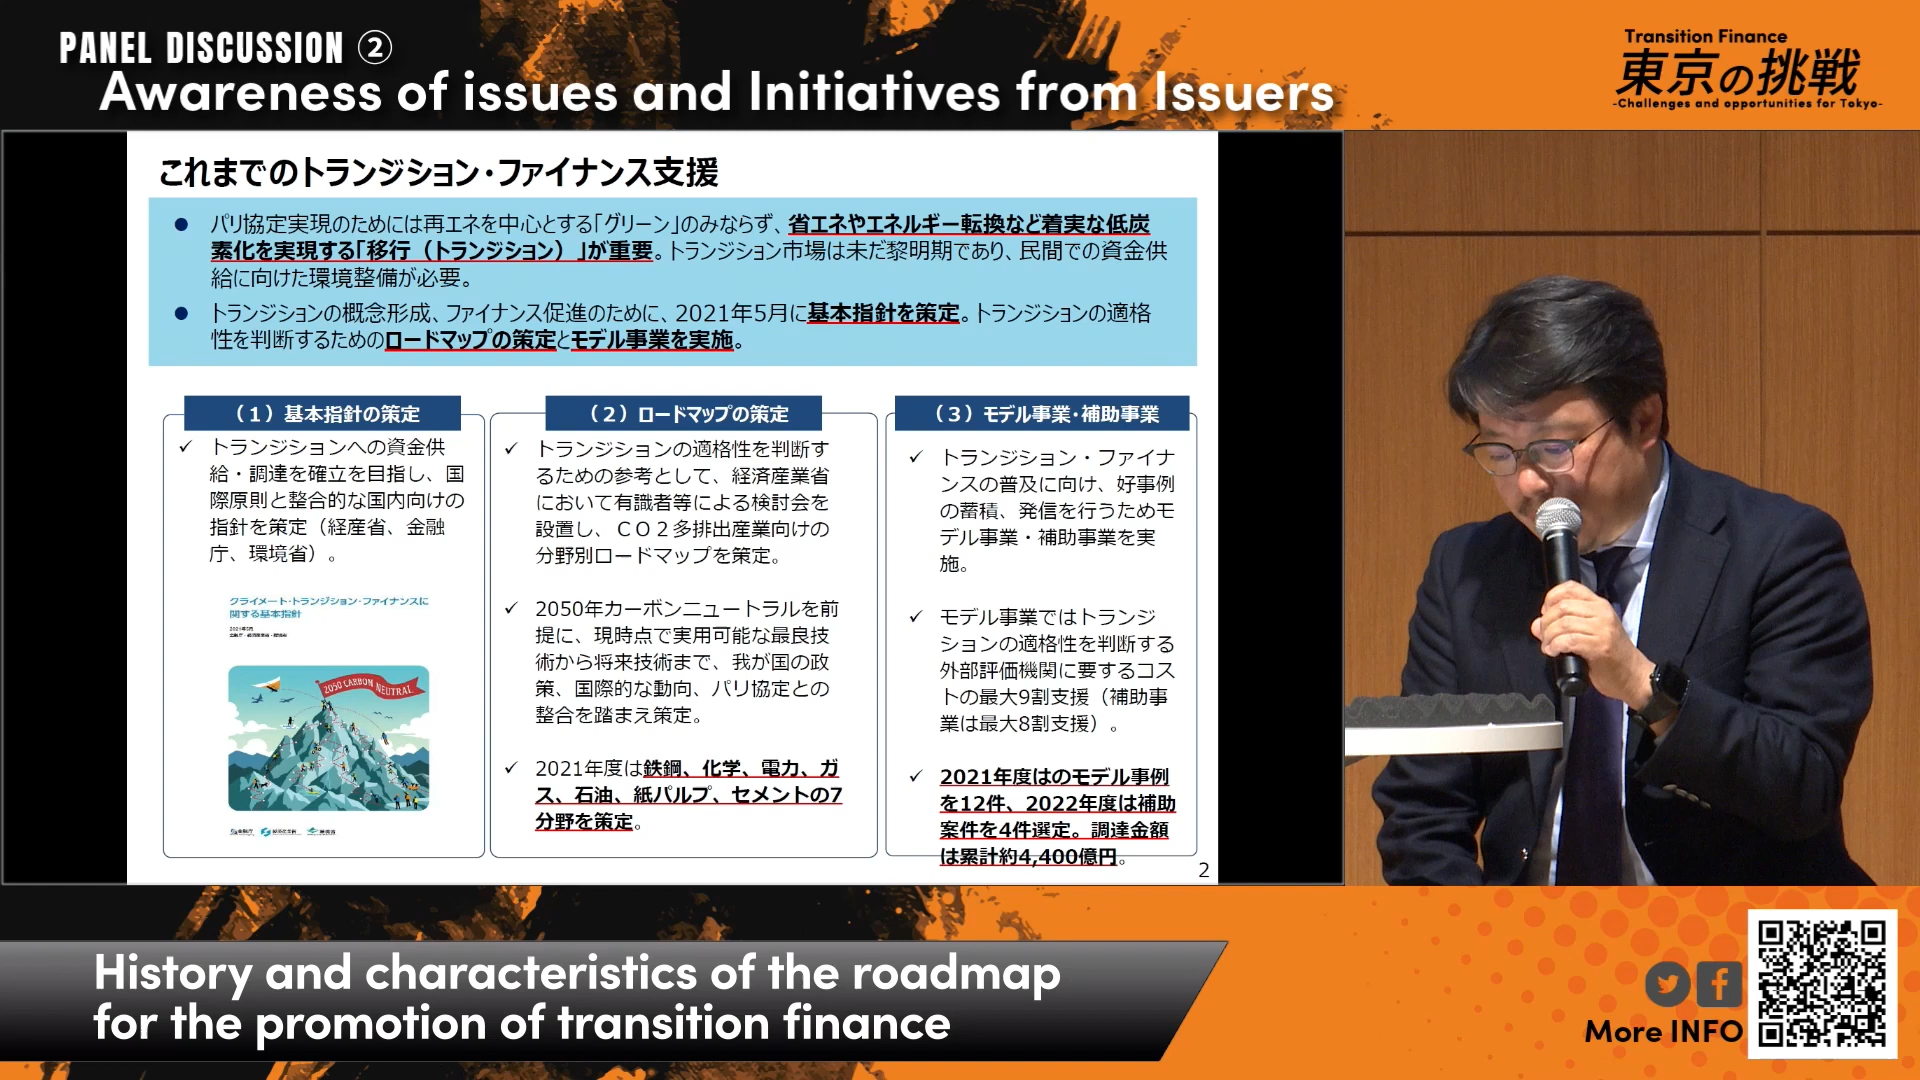 PANEL DISCUSSION ②
Awareness of issues and Initiatives from Issuers
Transition Finance
東京の挑戦
-Challenges and opportunities for Tokyo-
これまでのトランジション・ファイナンス支援
● パリ協定実現のためには再エネを中心とする「グリーン」のみならず、省エネやエネルギー転換など着実な低炭
素化を実現する「移行（トランジション）」が重要。トランジション市場は未だ黎明期であり、民間での資金供
給に向けた環境整備が必要。
● トランジションの概念形成、ファイナンス促進のために、2021年5月に基本指針を策定。トランジションの適格
性を判断するためのロードマップの策定とモデル事業を実施。
（１）基本指針の策定
✓ トランジションへの資金供
給・調達を確立を目指し、国
際原則と整合的な国内向けの
指針を策定（経産省、金融
庁、環境省）。
クライメート・トランジション・ファイナンスに
関する基本指針
2050 CARBON NEUTRAL
（２）ロードマップの策定
✓ トランジションの適格性を判断す
るための参考として、経済産業省
において有識者等による検討会を
設置し、ＣＯ２多排出産業向けの
分野別ロードマップを策定。
✓ 2050年カーボンニュートラルを前
提に、現時点で実用可能な最良技
術から将来技術まで、我が国の政
策、国際的な動向、パリ協定との
整合を踏まえ策定。
✓ 2021年度は鉄鋼、化学、電力、ガ
ス、石油、紙パルプ、セメントの7
分野を策定。
（３）モデル事業・補助事業
✓ トランジション・ファイナ
ンスの普及に向け、好事例
の蓄積、発信を行うためモ
デル事業・補助事業を実
施。
✓ モデル事業ではトランジ
ションの適格性を判断する
外部評価機関に要するコス
トの最大9割支援（補助事
業は最大8割支援）。
✓ 2021年度はのモデル事例
を12件、2022年度は補助
案件を4件選定。調達金額
は累計約4,400億円。
2
History and characteristics of the roadmap
for the promotion of transition finance
More INFO